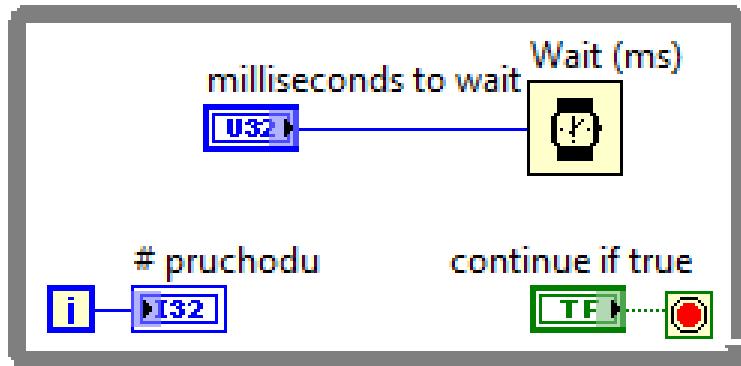 Wait (ms)
milliseconds to wait
U32
# pruchodu
continue if true
i
I32
TF